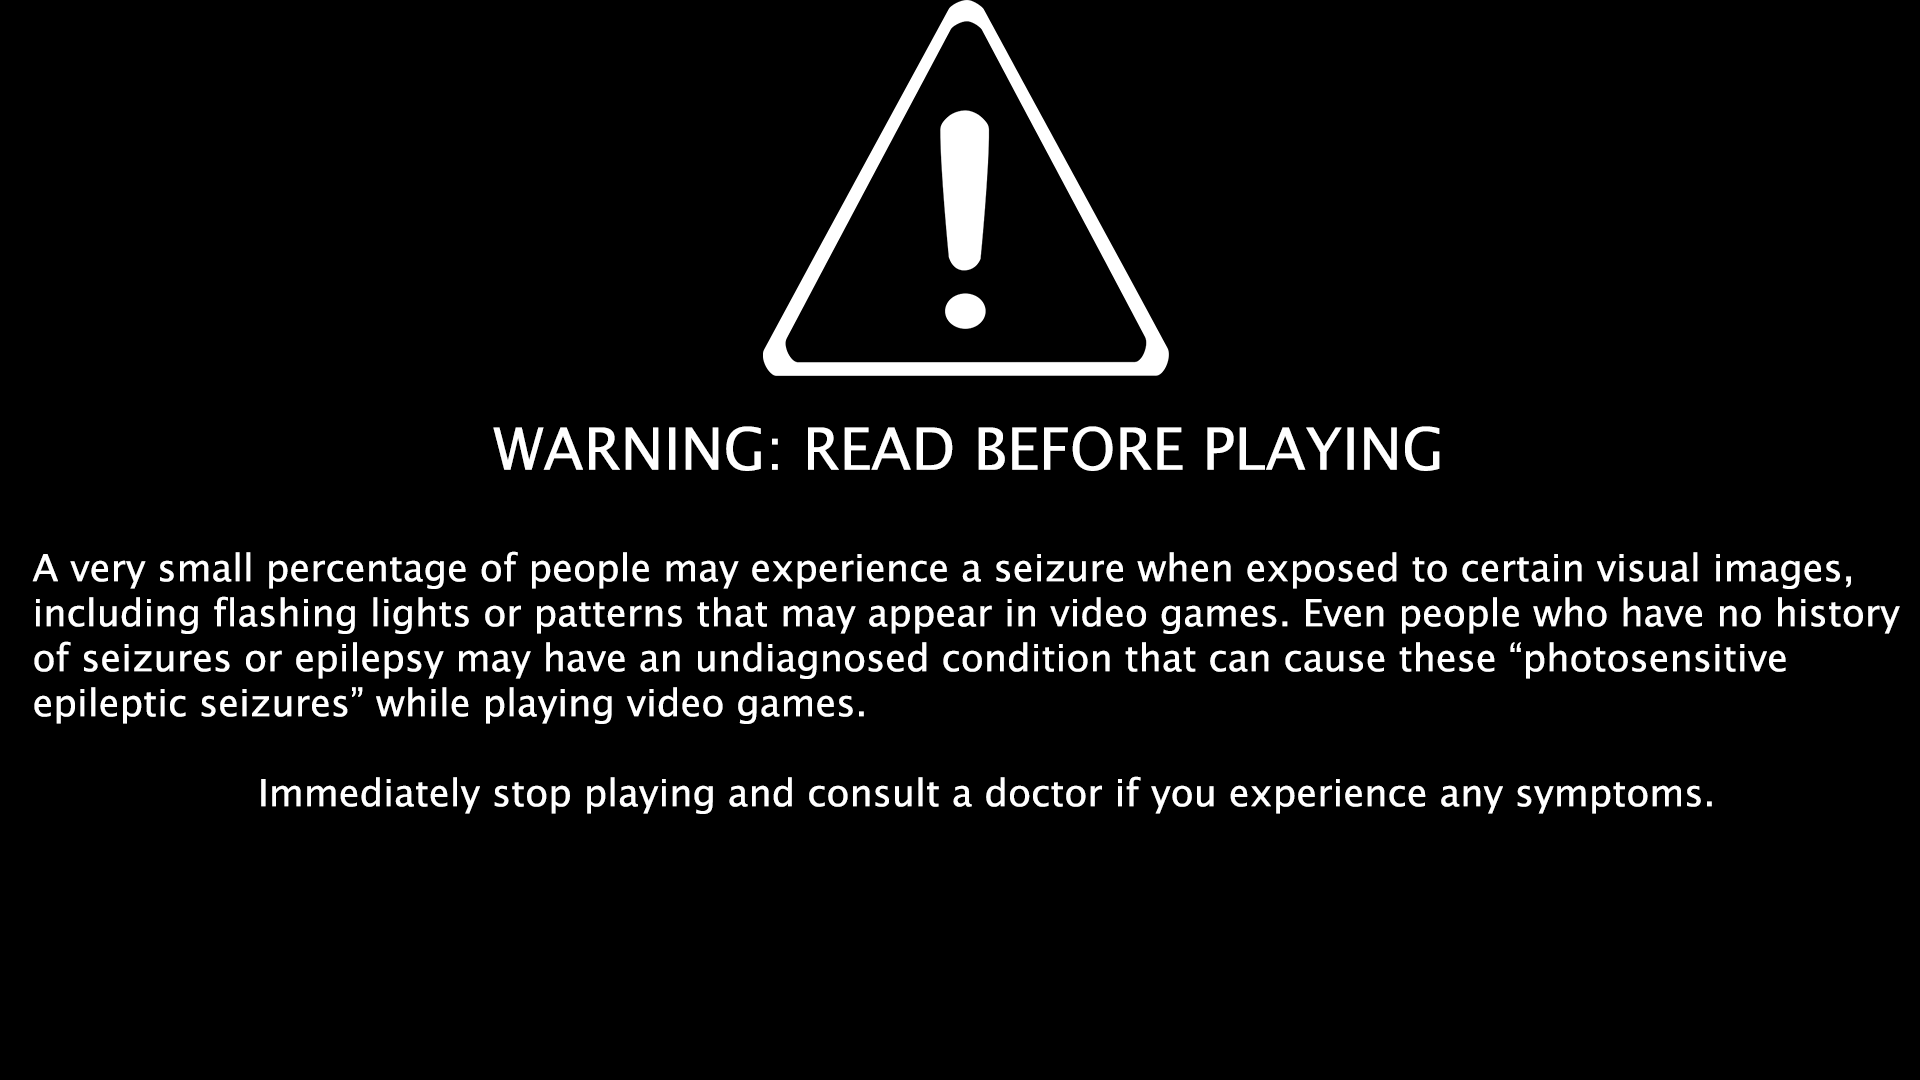 WARNING: READ BEFORE PLAYING
A very small percentage of people may experience a seizure when exposed to certain visual images,
including flashing lights or patterns that may appear in video games. Even people who have no history
of seizures or epilepsy may have an undiagnosed condition that can cause these “photosensitive
epileptic seizures” while playing video games.
Immediately stop playing and consult a doctor if you experience any symptoms.